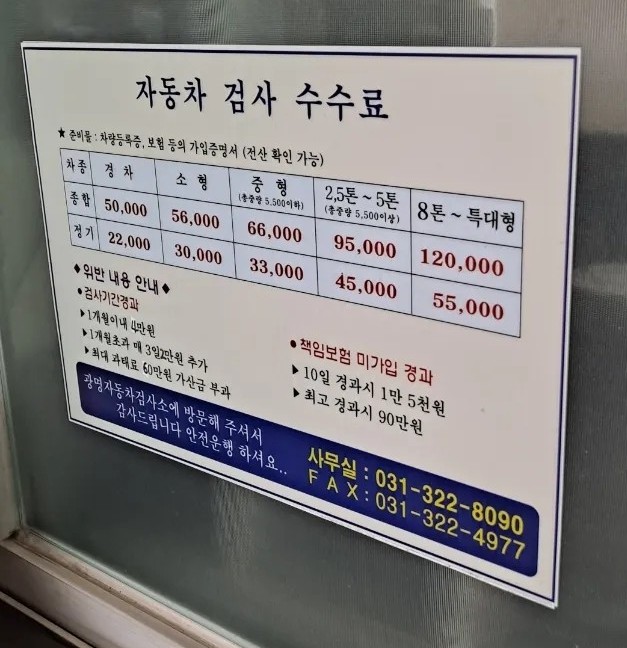 자동차 검사 수수료
★ 준비물 : 차량등록증, 보험 등의 가입증명서 (전산 확인 가능)
차종 경차 소형 중형 (총중량 5,500이하) 2,5톤~5톤 (총중량 5,500이상) 8톤~특대형
종합 50,000 56,000 66,000 95,000 120,000
정기 22,000 30,000 33,000 45,000 55,000
◆위반 내용 안내◆
●검사기간경과
▶1개월이내 4만원
▶1개월초과 매 3일2만원 추가
▶최대 과태료 60만원 가산금 부과
●책임보험 미가입 경과
▶10일 경과시 1만 5천원
▶최고 경과시 90만원
광명자동차검사소에 방문해 주셔서
감사드립니다 안전운행 하셔요..
사무실 : 031-322-8090
F A X : 031-322-4977